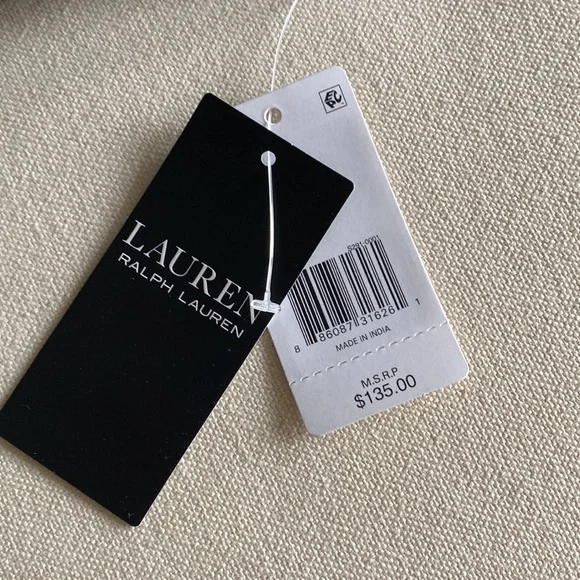 LAUREN
RALPH LAUREN
8 86087 31626 1
MADE IN INDIA
M.S.R.P
$135.00